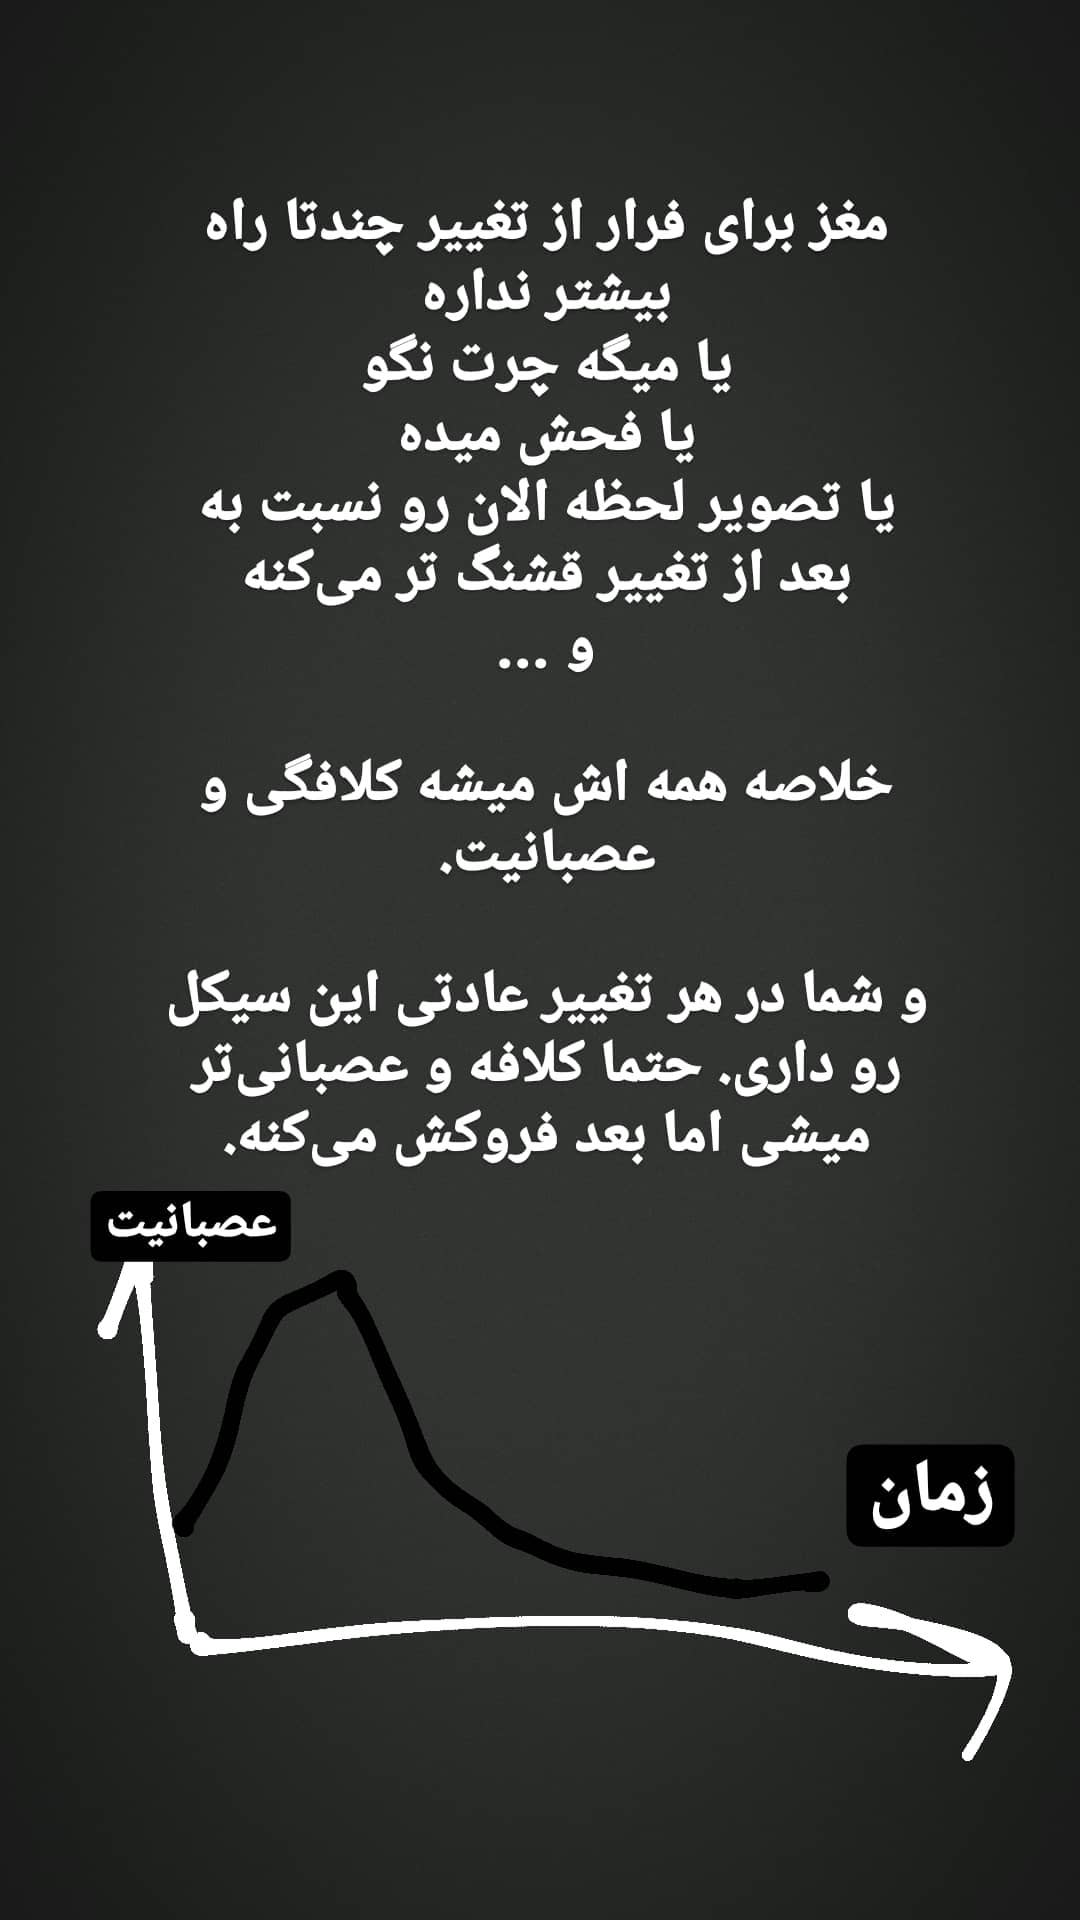 مغز برای فرار از تغییر چندتا راه
بیشتر نداره
یا میگه چرت نگو
یا فحش میده
یا تصویر لحظه الان رو نسبت به
بعد از تغییر قشنگ تر می‌کنه
و ...
خلاصه همه اش میشه کلافگی و
عصبانیت.
و شما در هر تغییر عادتی این سیکل
رو داری. حتما کلافه و عصبانی‌تر
میشی اما بعد فروکش می‌کنه.
عصبانیت
زمان